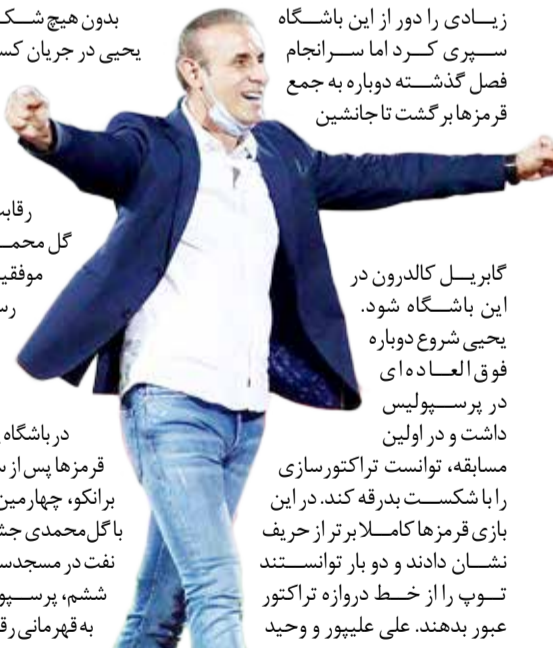 زیادی را دور از این باشگاه
سپری کرد اما سرانجام
فصل گذشته دوباره به جمع
قرمزها برگشت تا جانشین
گابریل کالدرون در
این باشگاه شود.
یحیی شروع دوباره
فوق‌العاده‌ای
در پرسپولیس
داشت و در اولین
مسابقه، توانست تراکتورسازی
را با شکست بدرقه کند. در این
بازی قرمزها کاملا برتر از حریف
نشان دادند و دو بار توانستند
توپ را از خط دروازه تراکتور
عبور بدهند. علی علیپور و وحید
بدون هیچ شک
یحیی در جریان کس
رقابت
گل محمد
موفقیـ
رس
در باشگاه
قرمزها پس از س
برانکو، چهارمین
با گل‌محمدی جش
نفت در مسجدس
ششم، پرسپو
به قهرمانی رق